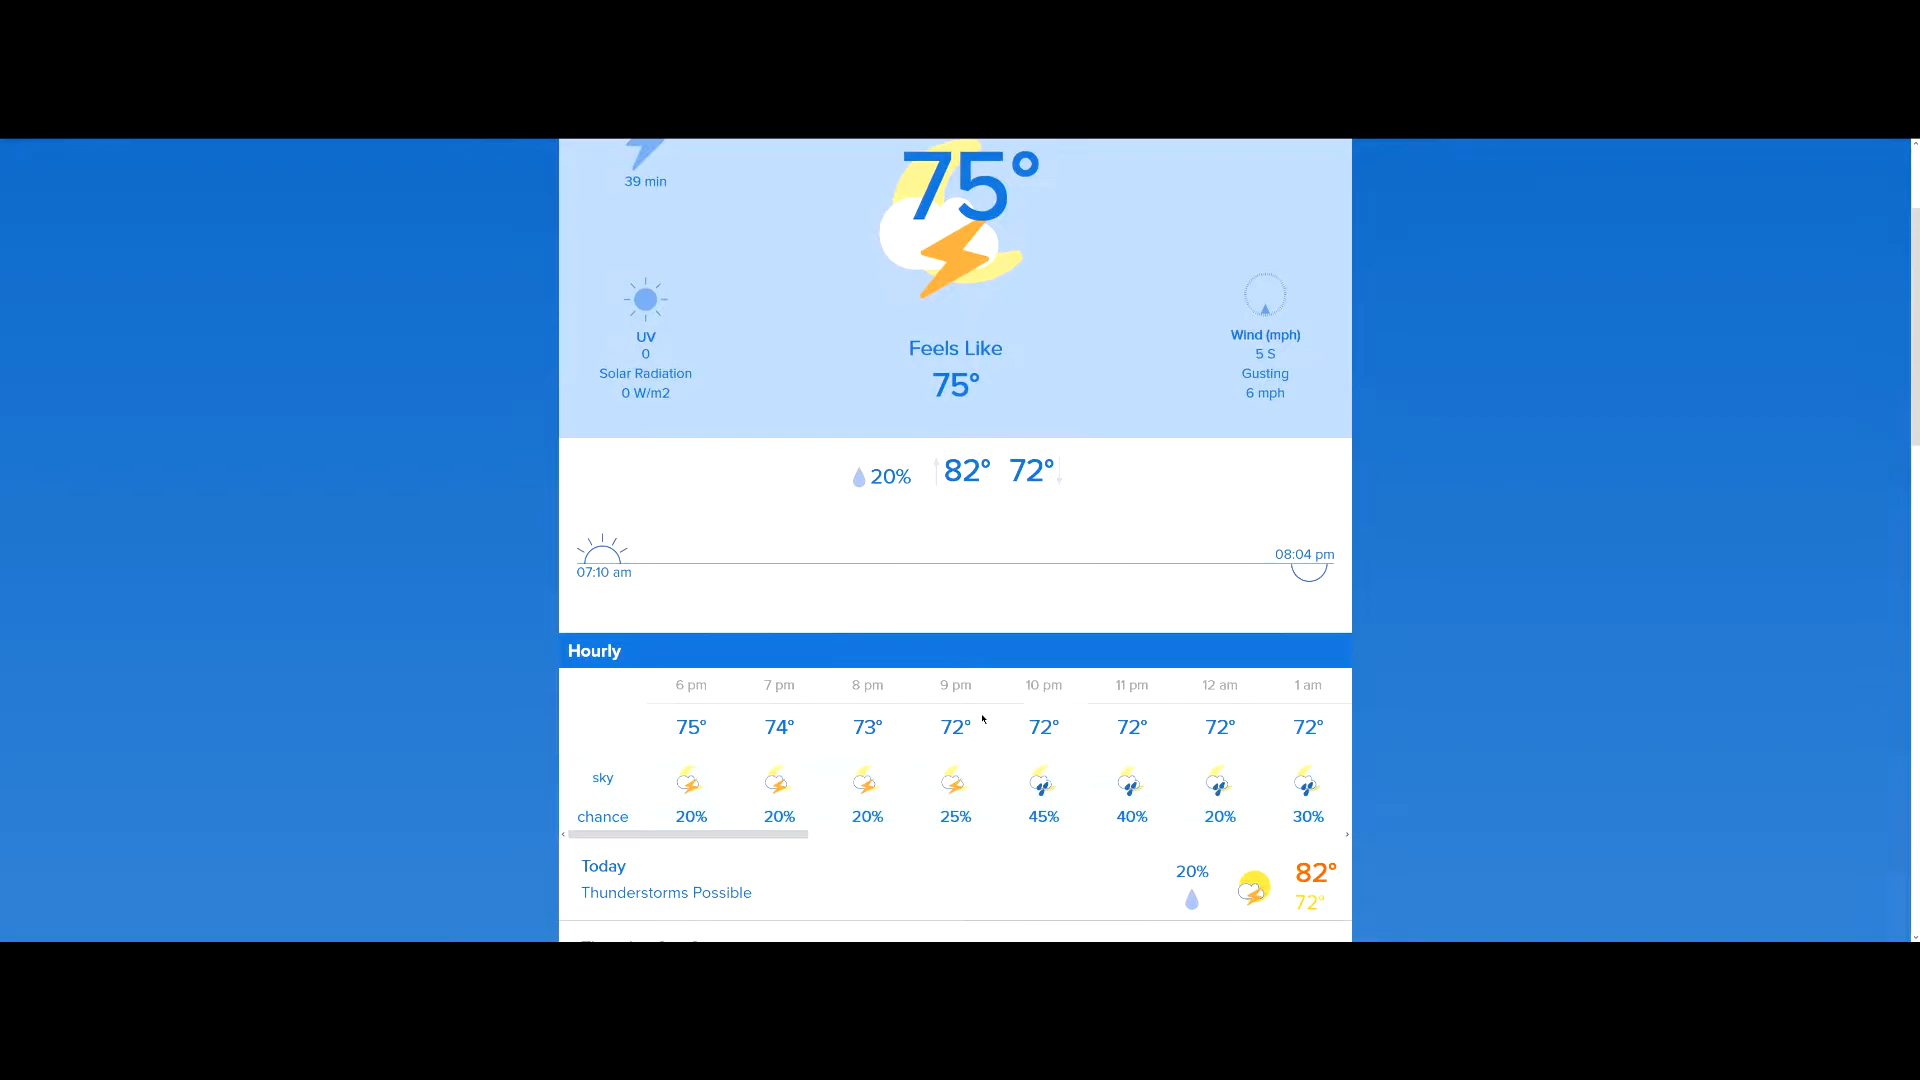 39 min
75°
UV
0
Solar Radiation
0 W/m2
Feels Like
75°
Wind (mph)
5 S
Gusting
6 mph
20% 82° 72°
07:10 am
08:04 pm
Hourly
6 pm 7 pm 8 pm 9 pm 10 pm 11 pm 12 am 1 am
75° 74° 73° 72° 72° 72° 72° 72°
sky
chance 20% 20% 20% 25% 45% 40% 20% 30%
Today
Thunderstorms Possible
20%
82°
72°